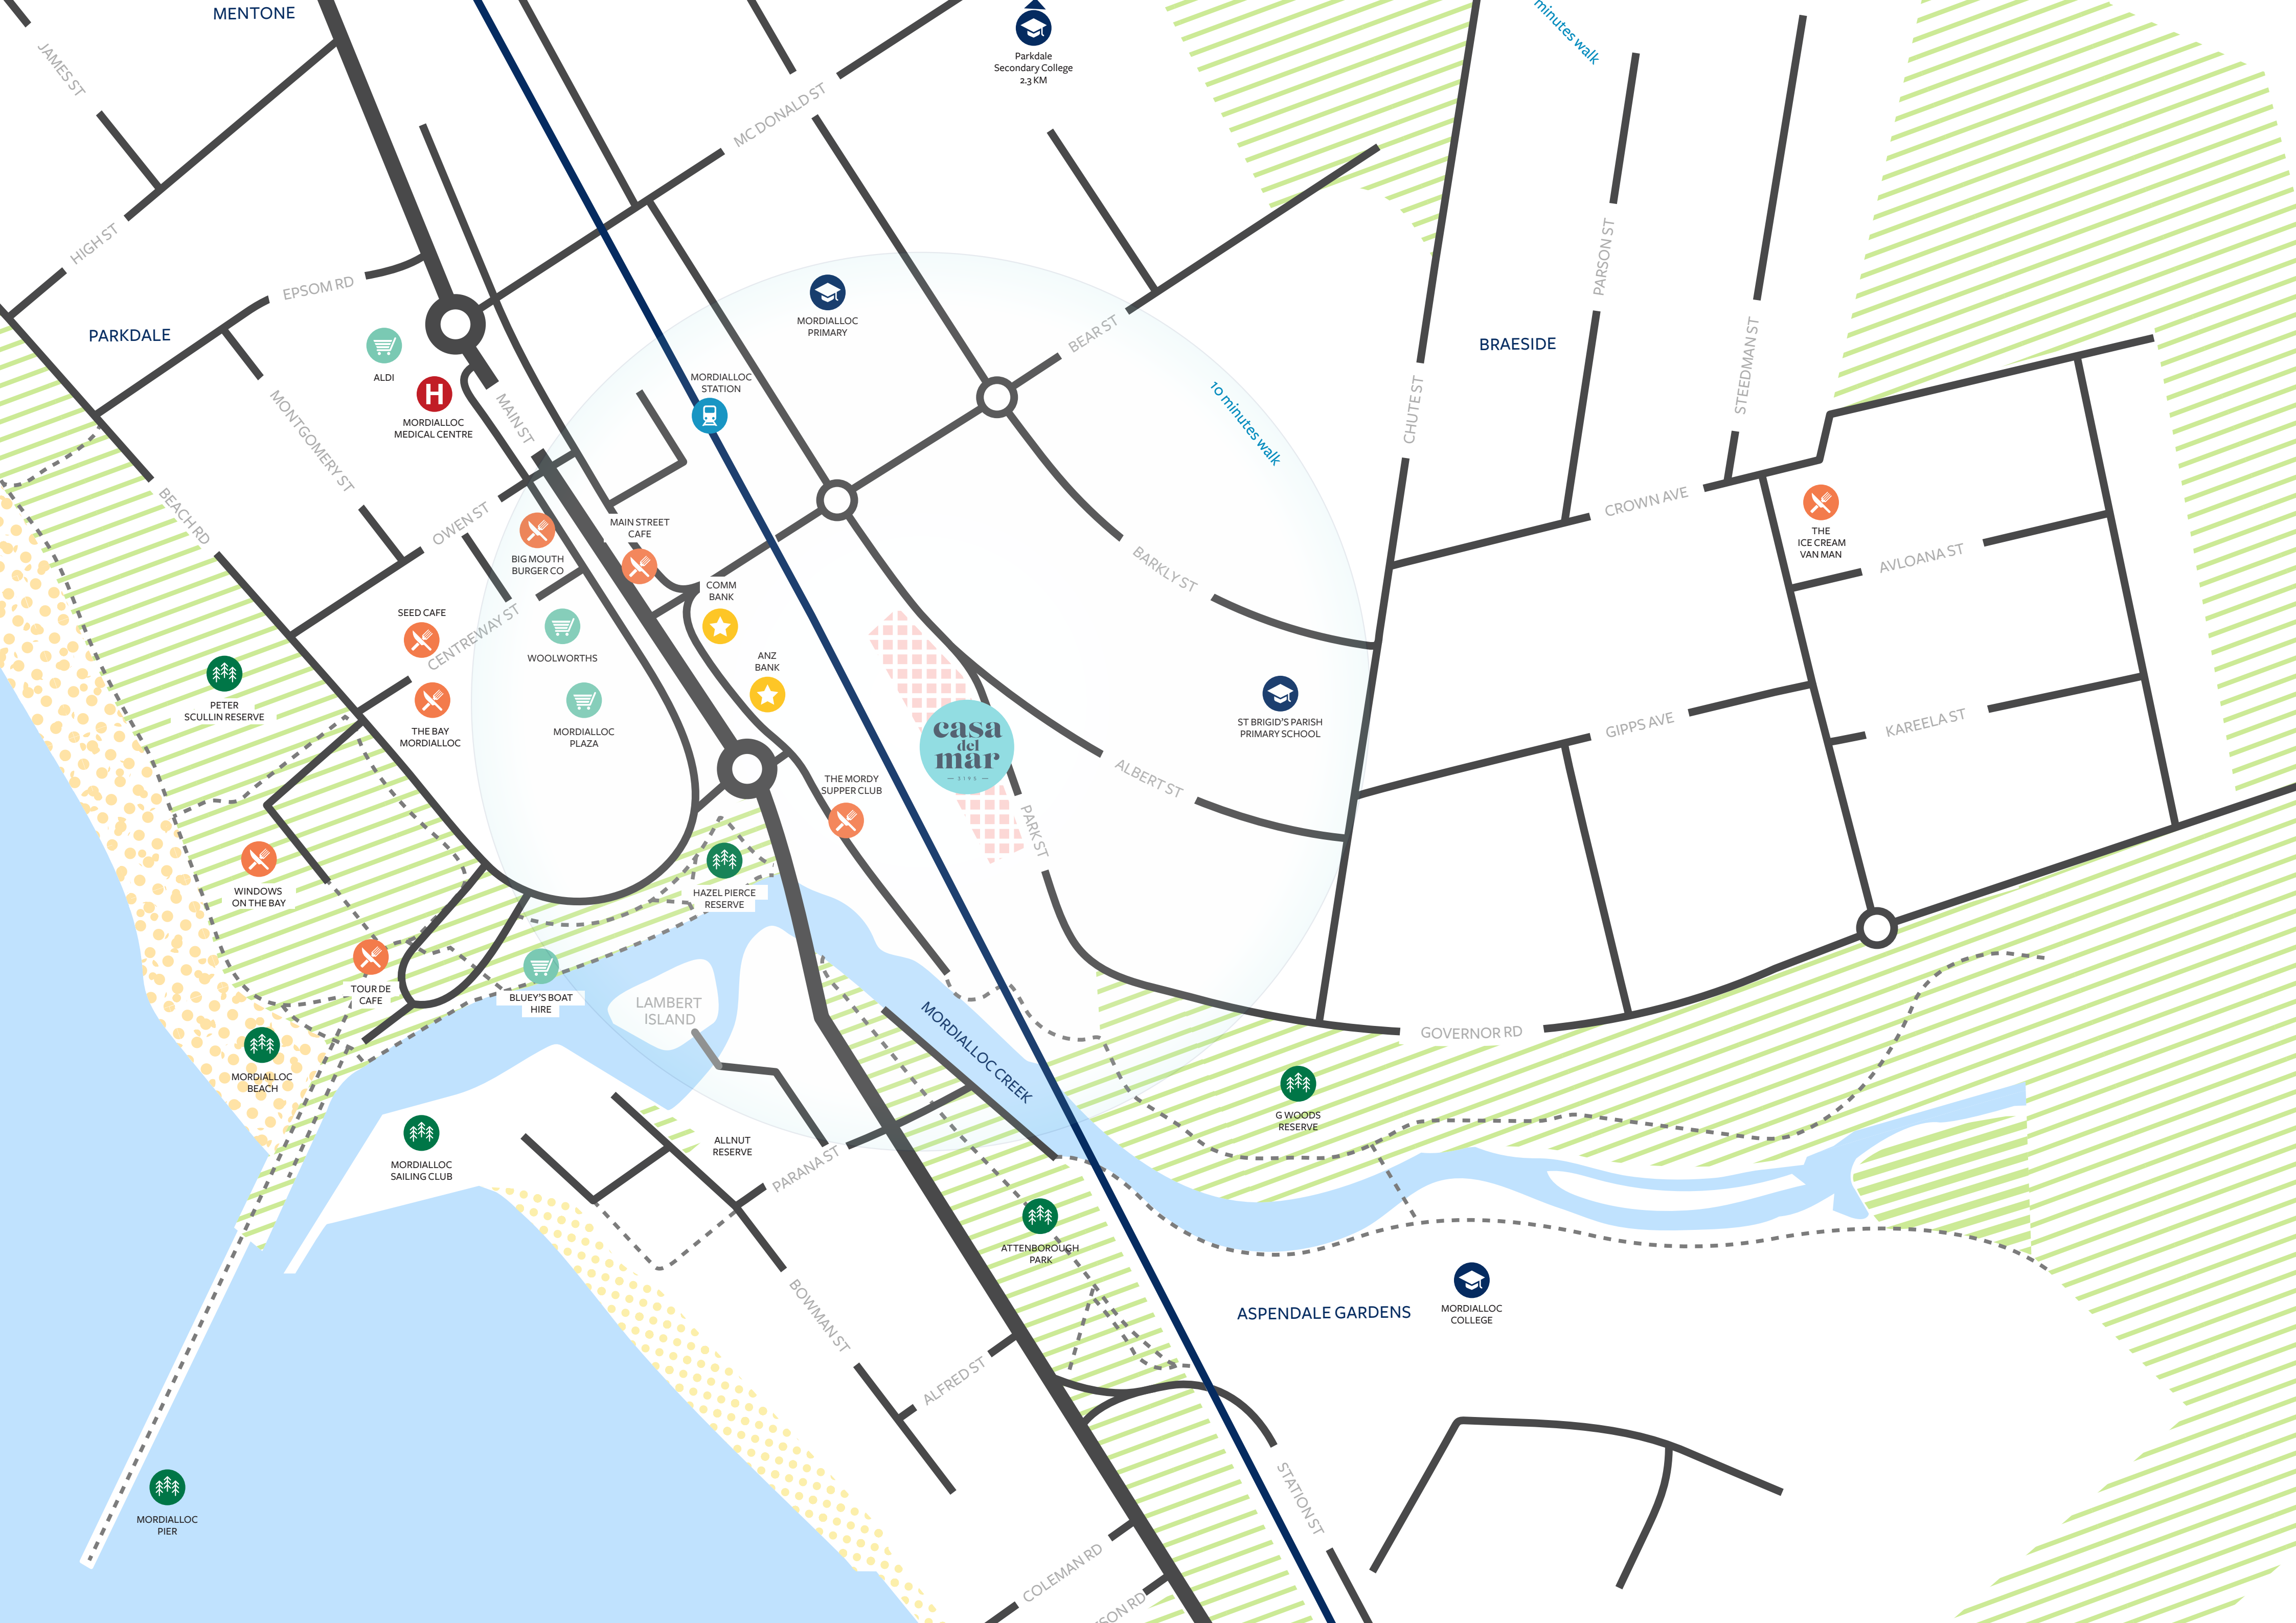 MENTONE
minutes walk
JAMES ST
Parkdale
Secondary College
2.3 KM
MC DONALD ST
HIGH ST
EPSOM RD
PARKDALE
ALDI
MORDIALLOC
MEDICAL CENTRE
MAIN ST
MONTGOMERY ST
MORDIALLOC
PRIMARY
MORDIALLOC
STATION
BEAR ST
10 minutes walk
CHUTE ST
PARSON ST
BRAESIDE
STEEDMAN ST
CROWN AVE
THE
ICE CREAM
VAN MAN
AVLOANA ST
BEACH RD
OWEN ST
BIG MOUTH
BURGER CO
MAIN STREET
CAFE
BARKLY ST
COMM
BANK
SEED CAFE
CENTREWAY ST
WOOLWORTHS
ANZ
BANK
PETER
SCULLIN RESERVE
THE BAY
MORDIALLOC
MORDIALLOC
PLAZA
casa
del
mar
3195
ST BRIGID'S PARISH
PRIMARY SCHOOL
GIPPS AVE
KAREELA ST
THE MORDY
SUPPER CLUB
ALBERT ST
PARK ST
WINDOWS
ON THE BAY
HAZEL PIERCE
RESERVE
TOUR DE
CAFE
BLUEY'S BOAT
HIRE
LAMBERT
ISLAND
MORDIALLOC CREEK
GOVERNOR RD
MORDIALLOC
BEACH
G WOODS
RESERVE
MORDIALLOC
SAILING CLUB
ALLNUT
RESERVE
PARANA ST
ATTENBOROUGH
PARK
BOWMAN ST
ASPENDALE GARDENS
MORDIALLOC
COLLEGE
ALFRED ST
STATION ST
MORDIALLOC
PIER
COLEMAN RD
SON RD
H